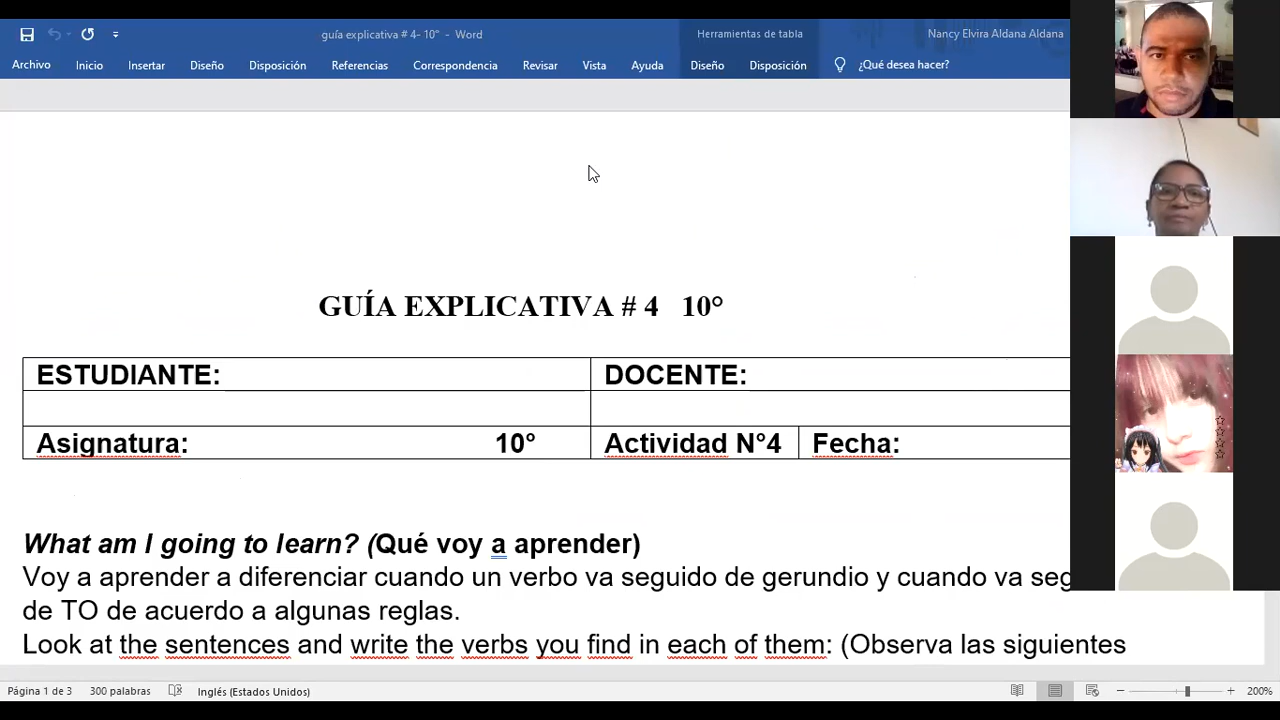 guía explicativa # 4- 10° - Word
Herramientas de tabla
Nancy Elvira Aldana Aldana
Archivo Inicio Insertar Diseño Disposición Referencias Correspondencia Revisar Vista Ayuda Diseño Disposición ¿Qué desea hacer?
GUÍA EXPLICATIVA # 4 10°
ESTUDIANTE: DOCENTE:
Asignatura: 10° Actividad N°4 Fecha:
What am I going to learn? (Qué voy a aprender)
Voy a aprender a diferenciar cuando un verbo va seguido de gerundio y cuando va seg
de TO de acuerdo a algunas reglas.
Look at the sentences and write the verbs you find in each of them: (Observa las siguientes
Página 1 de 3 300 palabras Inglés (Estados Unidos) 200%